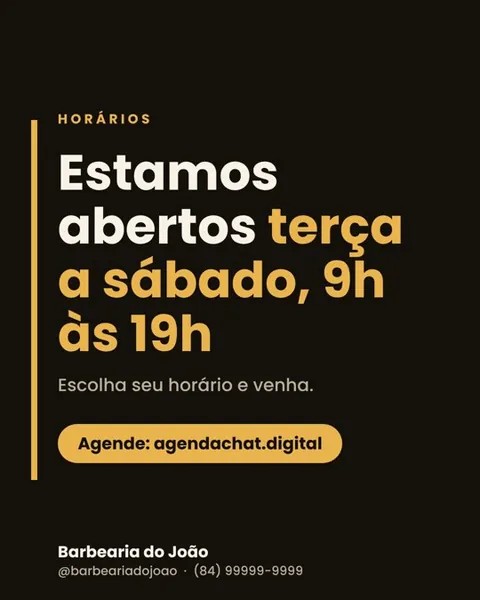 HORÁRIOS
Estamos
abertos terça
a sábado, 9h
às 19h
Escolha seu horário e venha.
Agende: agendachat.digital
Barbearia do João
@barbeariadojoao · (84) 99999-9999